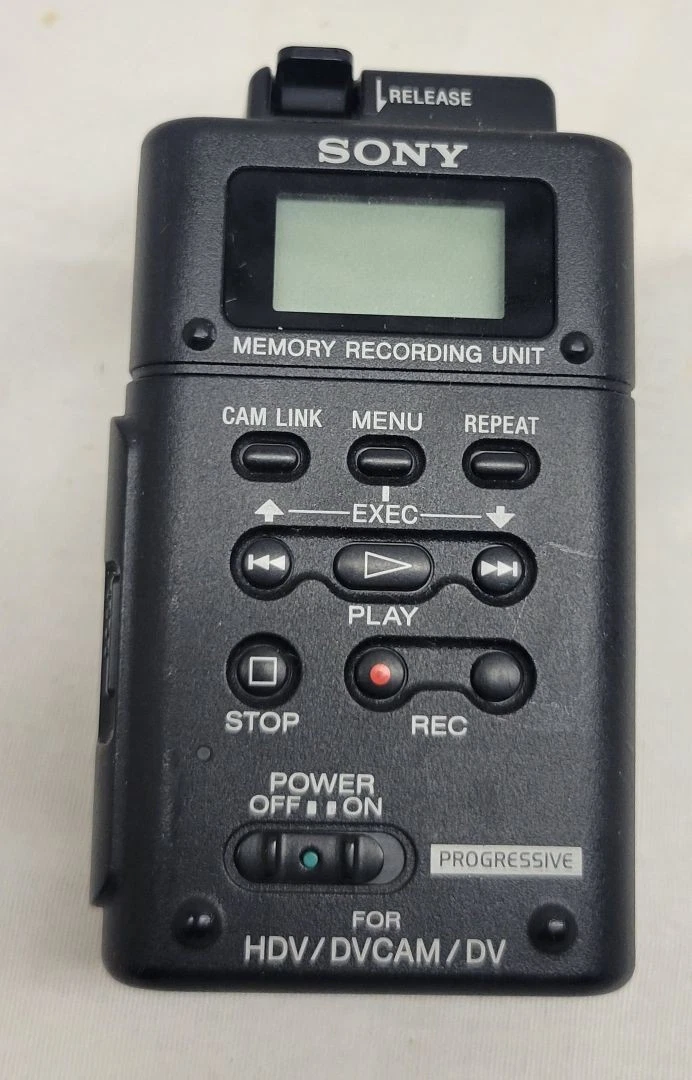 RELEASE
SONY
MEMORY RECORDING UNIT
CAM LINK MENU REPEAT
EXEC
PLAY
STOP REC
POWER
OFF ON
PROGRESSIVE
FOR
HDV/DVCAM/DV